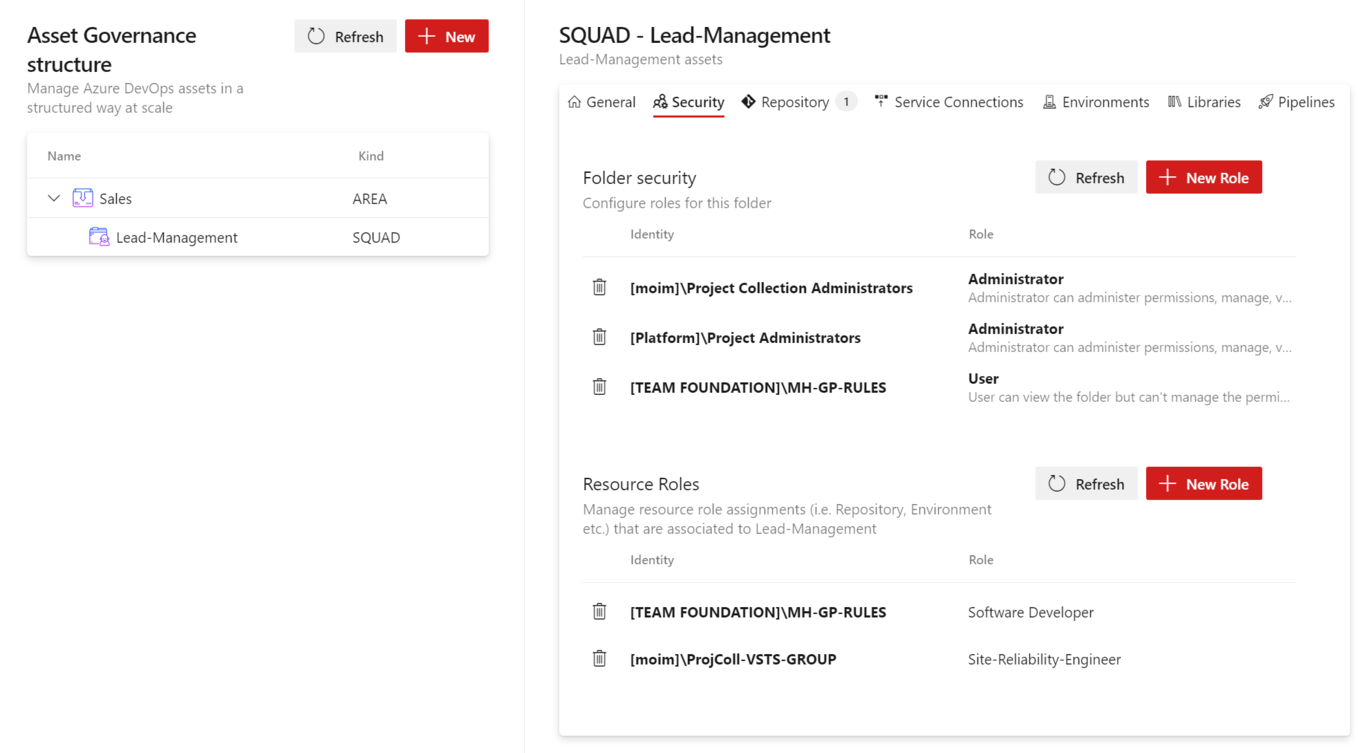 Asset Governance
structure
Refresh
New
Manage Azure DevOps assets in a
structured way at scale
Name Kind
Sales AREA
Lead-Management SQUAD
SQUAD - Lead-Management
Lead-Management assets
General Security Repository 1 Service Connections Environments Libraries Pipelines
Folder security
Configure roles for this folder
Refresh
New Role
Identity Role
[moim]\Project Collection Administrators Administrator
Administrator can administer permissions, manage, v...
[Platform]\Project Administrators Administrator
Administrator can administer permissions, manage, v...
[TEAM FOUNDATION]\MH-GP-RULES User
User can view the folder but can't manage the permi...
Resource Roles
Manage resource role assignments (i.e. Repository, Environment
etc.) that are associated to Lead-Management
Refresh
New Role
Identity Role
[TEAM FOUNDATION]\MH-GP-RULES Software Developer
[moim]\ProjColl-VSTS-GROUP Site-Reliability-Engineer